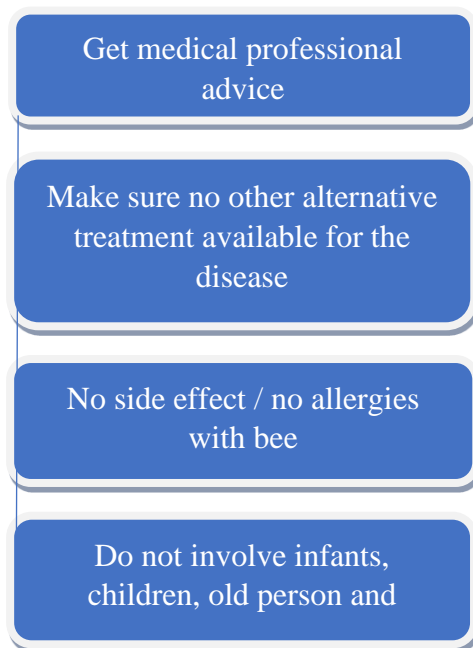 Get medical professional
advice
Make sure no other alternative
treatment available for the
disease
No side effect / no allergies
with bee
Do not involve infants,
children, old person and